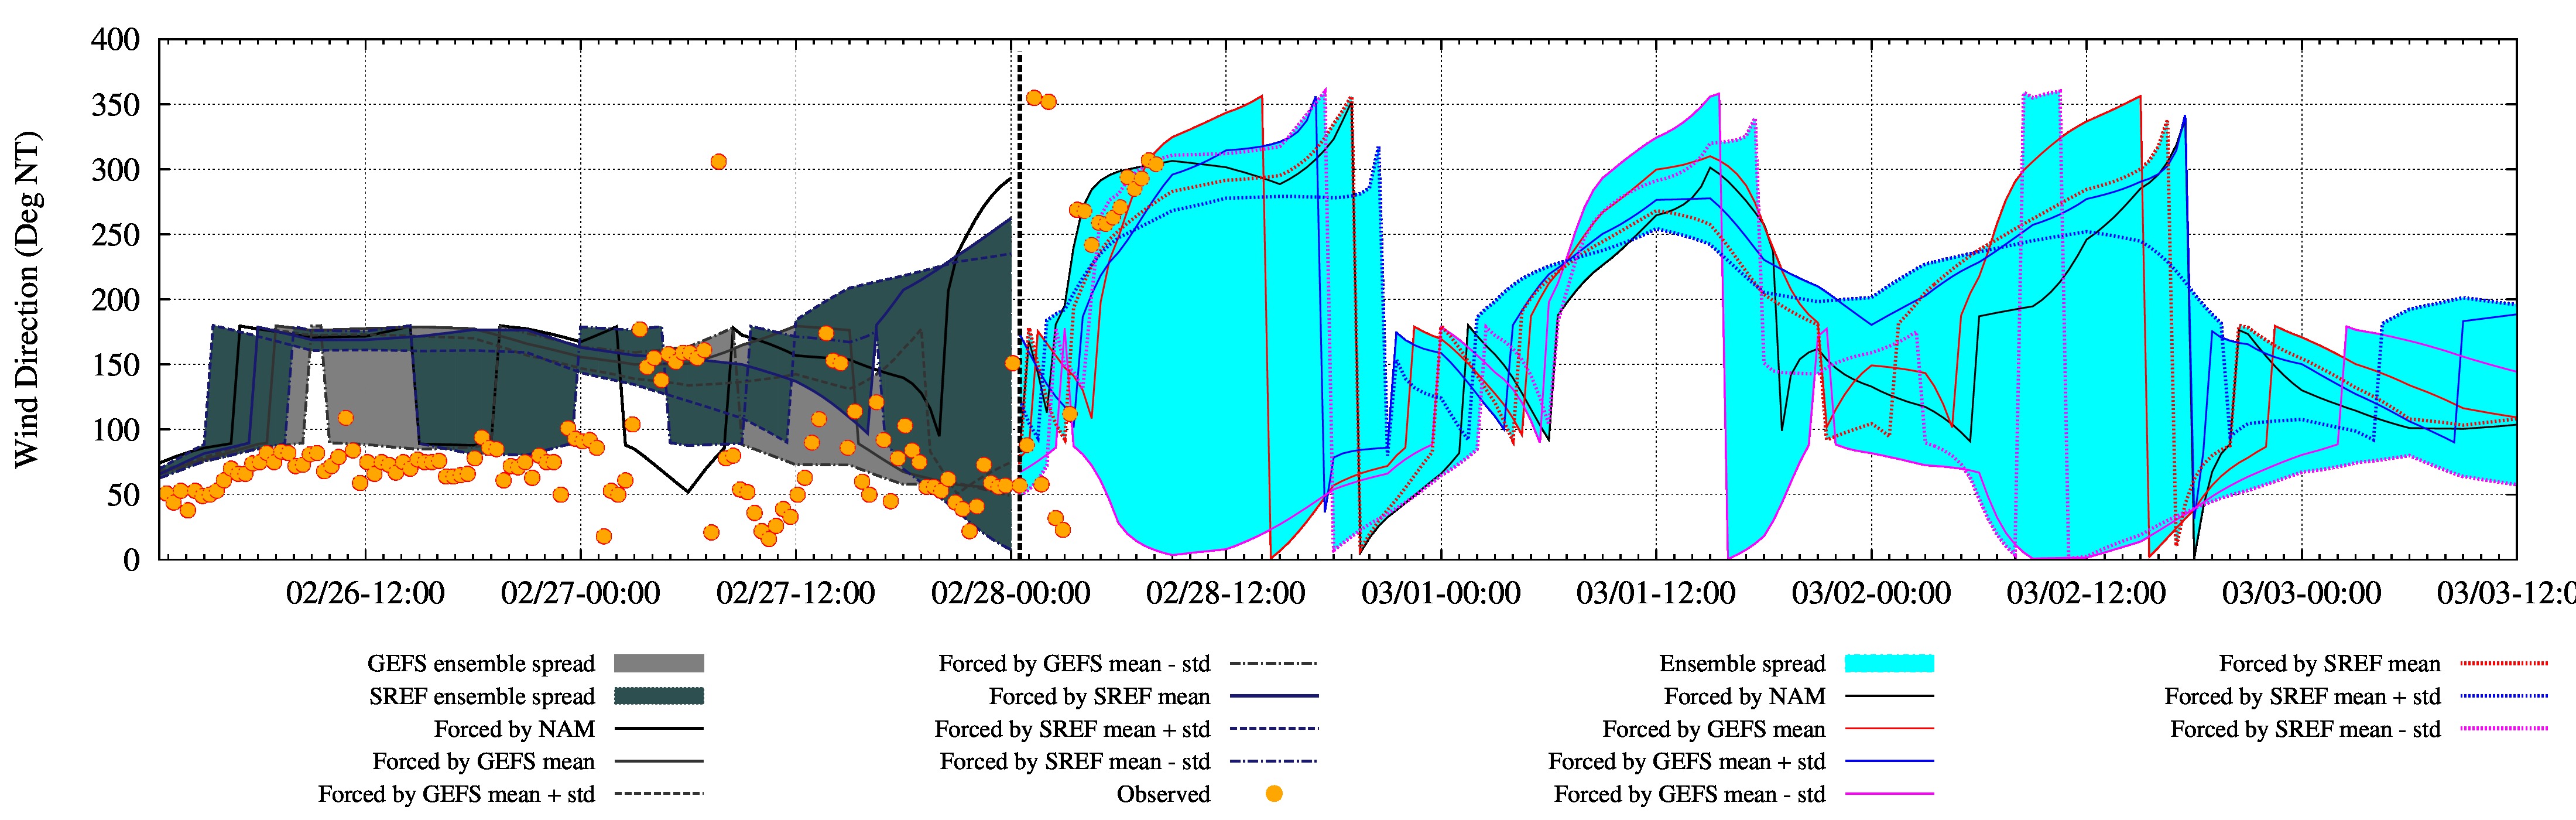 400
350
300
250
200
150
100
50
0
Wind Direction (Deg NT)
02/26-12:00 02/27-00:00 02/27-12:00 02/28-00:00 02/28-12:00 03/01-00:00 03/01-12:00 03/02-00:00 03/02-12:00 03/03-00:00 03/03-12:0
GEFS ensemble spread
SREF ensemble spread
Forced by NAM
Forced by GEFS mean
Forced by GEFS mean + std
Forced by GEFS mean - std
Forced by SREF mean
Forced by SREF mean + std
Forced by SREF mean - std
Observed
Ensemble spread
Forced by NAM
Forced by GEFS mean
Forced by GEFS mean + std
Forced by GEFS mean - std
Forced by SREF mean
Forced by SREF mean + std
Forced by SREF mean - std